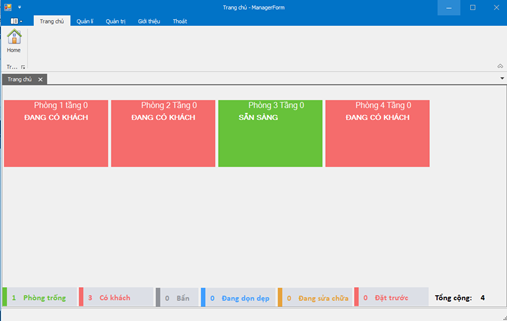 Trang chủ - ManagerForm
Trang chủ Quản lí Quản trị Giới thiệu Thoát
Home
Tr...
Trang chủ
Phòng 1 tầng 0 Phòng 2 Tầng 0 Phòng 3 Tầng 0 Phòng 4 Tầng 0
ĐANG CÓ KHÁCH ĐANG CÓ KHÁCH SẴN SÀNG ĐANG CÓ KHÁCH
1 Phòng trống 3 Có khách 0 Bẩn 0 Đang dọn dẹp 0 Đang sửa chữa 0 Đặt trước Tổng cộng: 4